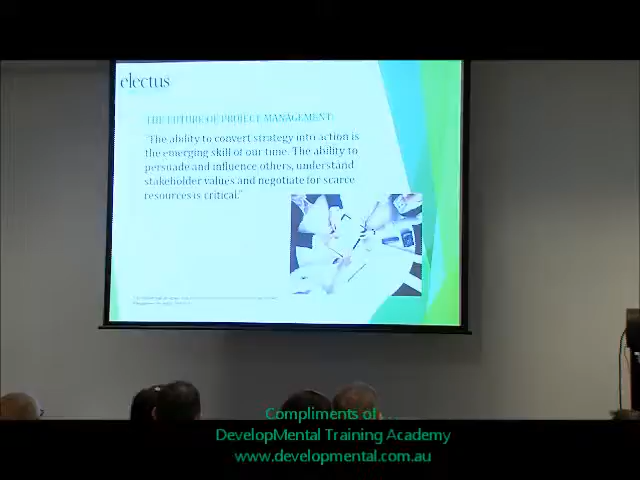 electus
THE FUTURE OF PROJECT MANAGEMENT:
"The ability to convert strategy into action is
the emerging skill of our time. The ability to
persuade and influence others, understand
stakeholder values and negotiate for scarce
resources is critical."
Compliments of . . .
DevelopMental Training Academy
www.developmental.com.au